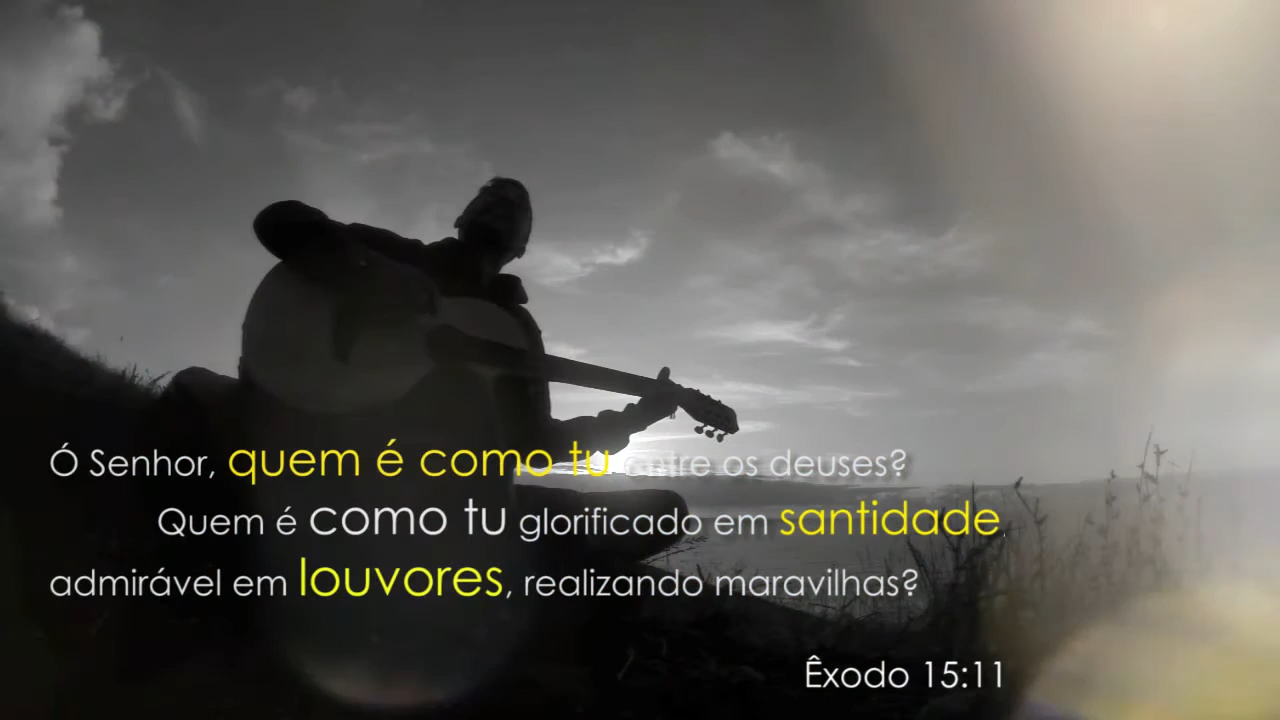 Ó Senhor, quem é como tu entre os deuses?
Quem é como tu glorificado em santidade,
admirável em louvores, realizando maravilhas?
Êxodo 15:11